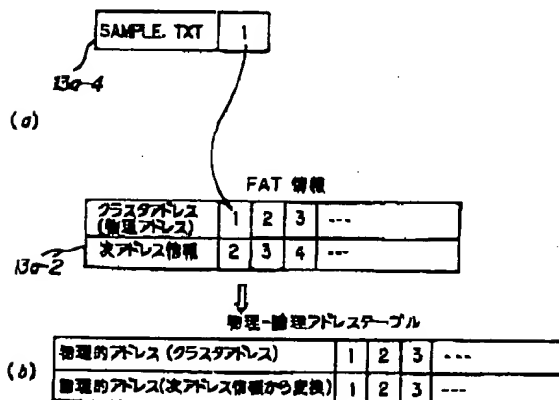 SAMPLE. TXT 1
13a-4
(a)
FAT 情報
クラスタアドレス 1 2 3 ---
(物理アドレス)
次アドレス情報 2 3 4 ---
13a-2
物理-論理アドレステーブル
物理的アドレス (クラスタアドレス) 1 2 3 ---
(b)
論理的アドレス(次アドレス情報から変換) 1 2 3 ---